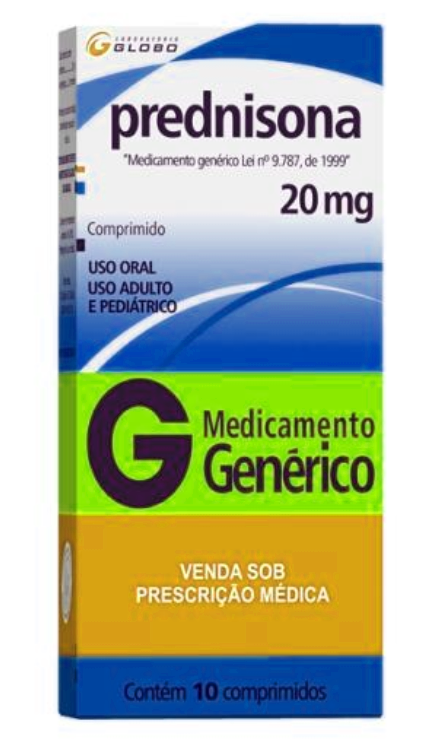 LABORATÓRIO
GLOBO
prednisona
"Medicamento genérico Lei nº 9.787, de 1999"
20 mg
Comprimido
USO ORAL
USO ADULTO
E PEDIÁTRICO
G Medicamento
Genérico
VENDA SOB
PRESCRIÇÃO MÉDICA
Contém 10 comprimidos